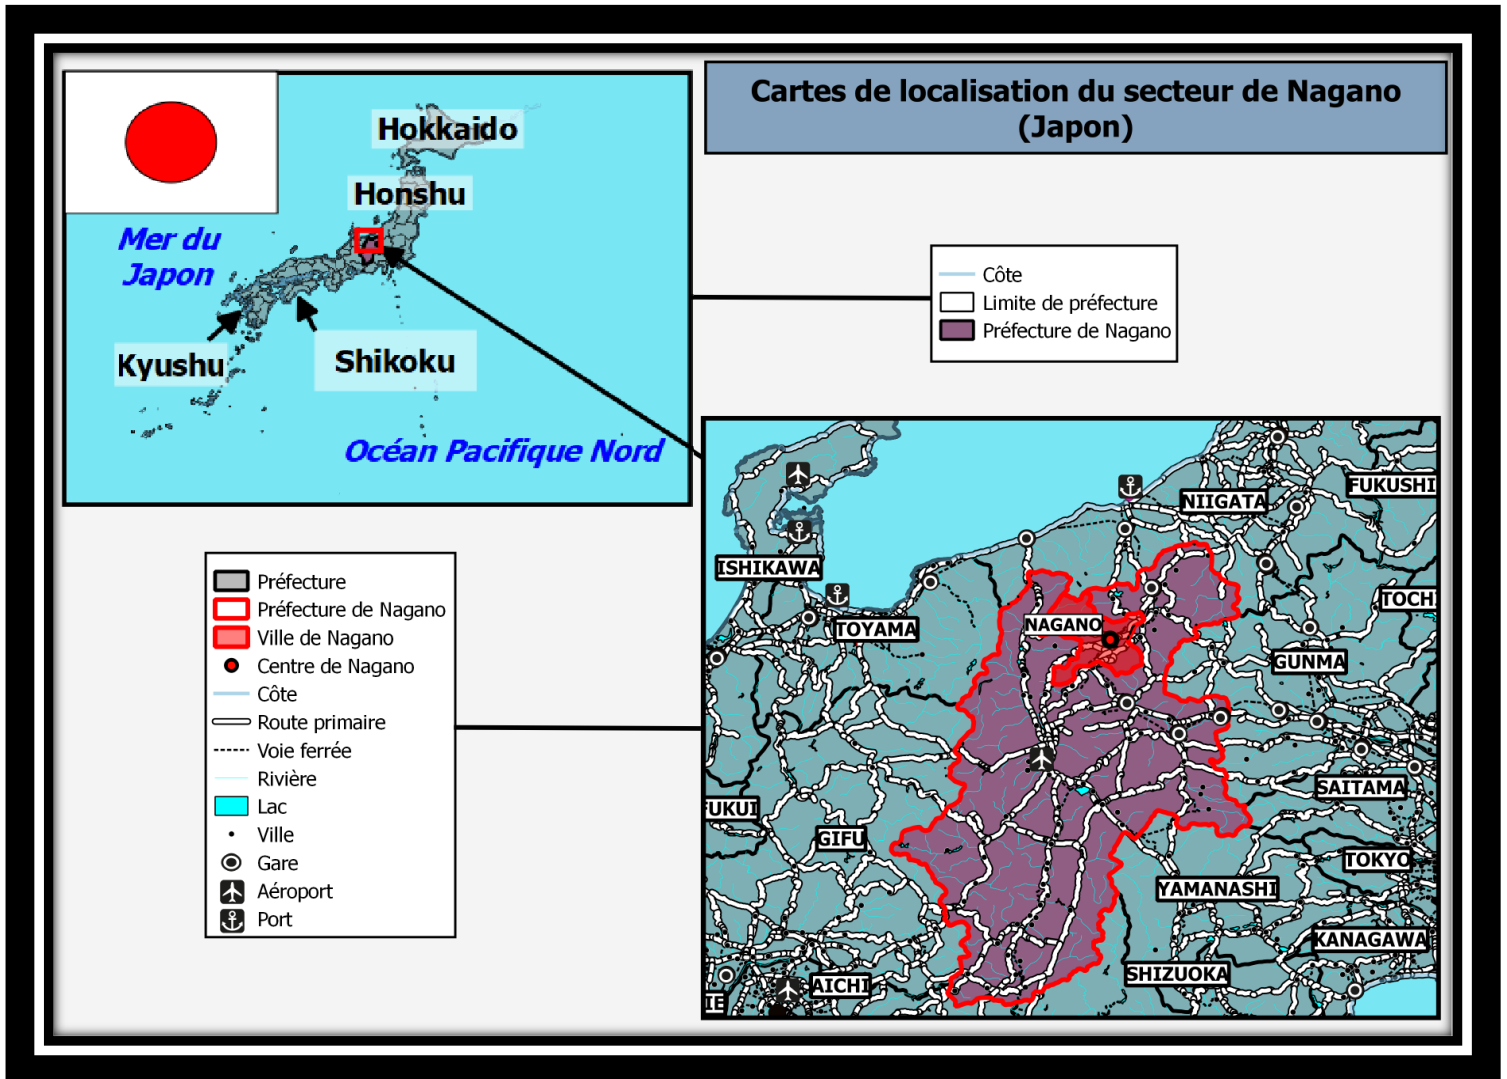 Cartes de localisation du secteur de Nagano
(Japon)
Hokkaido
Honshu
Mer du
Japon
Kyushu
Shikoku
Océan Pacifique Nord
Côte
Limite de préfecture
Préfecture de Nagano
Préfecture
Préfecture de Nagano
Ville de Nagano
Centre de Nagano
Côte
Route primaire
Voie ferrée
Rivière
Lac
Ville
Gare
Aéroport
Port
FUKUSHI
NIIGATA
ISHIKAWA
TOCHI
TOYAMA
NAGANO
GUNMA
SAITAMA
FUKUI
GIFU
TOKYO
YAMANASHI
KANAGAWA
SHIZUOKA
AICHI
IE